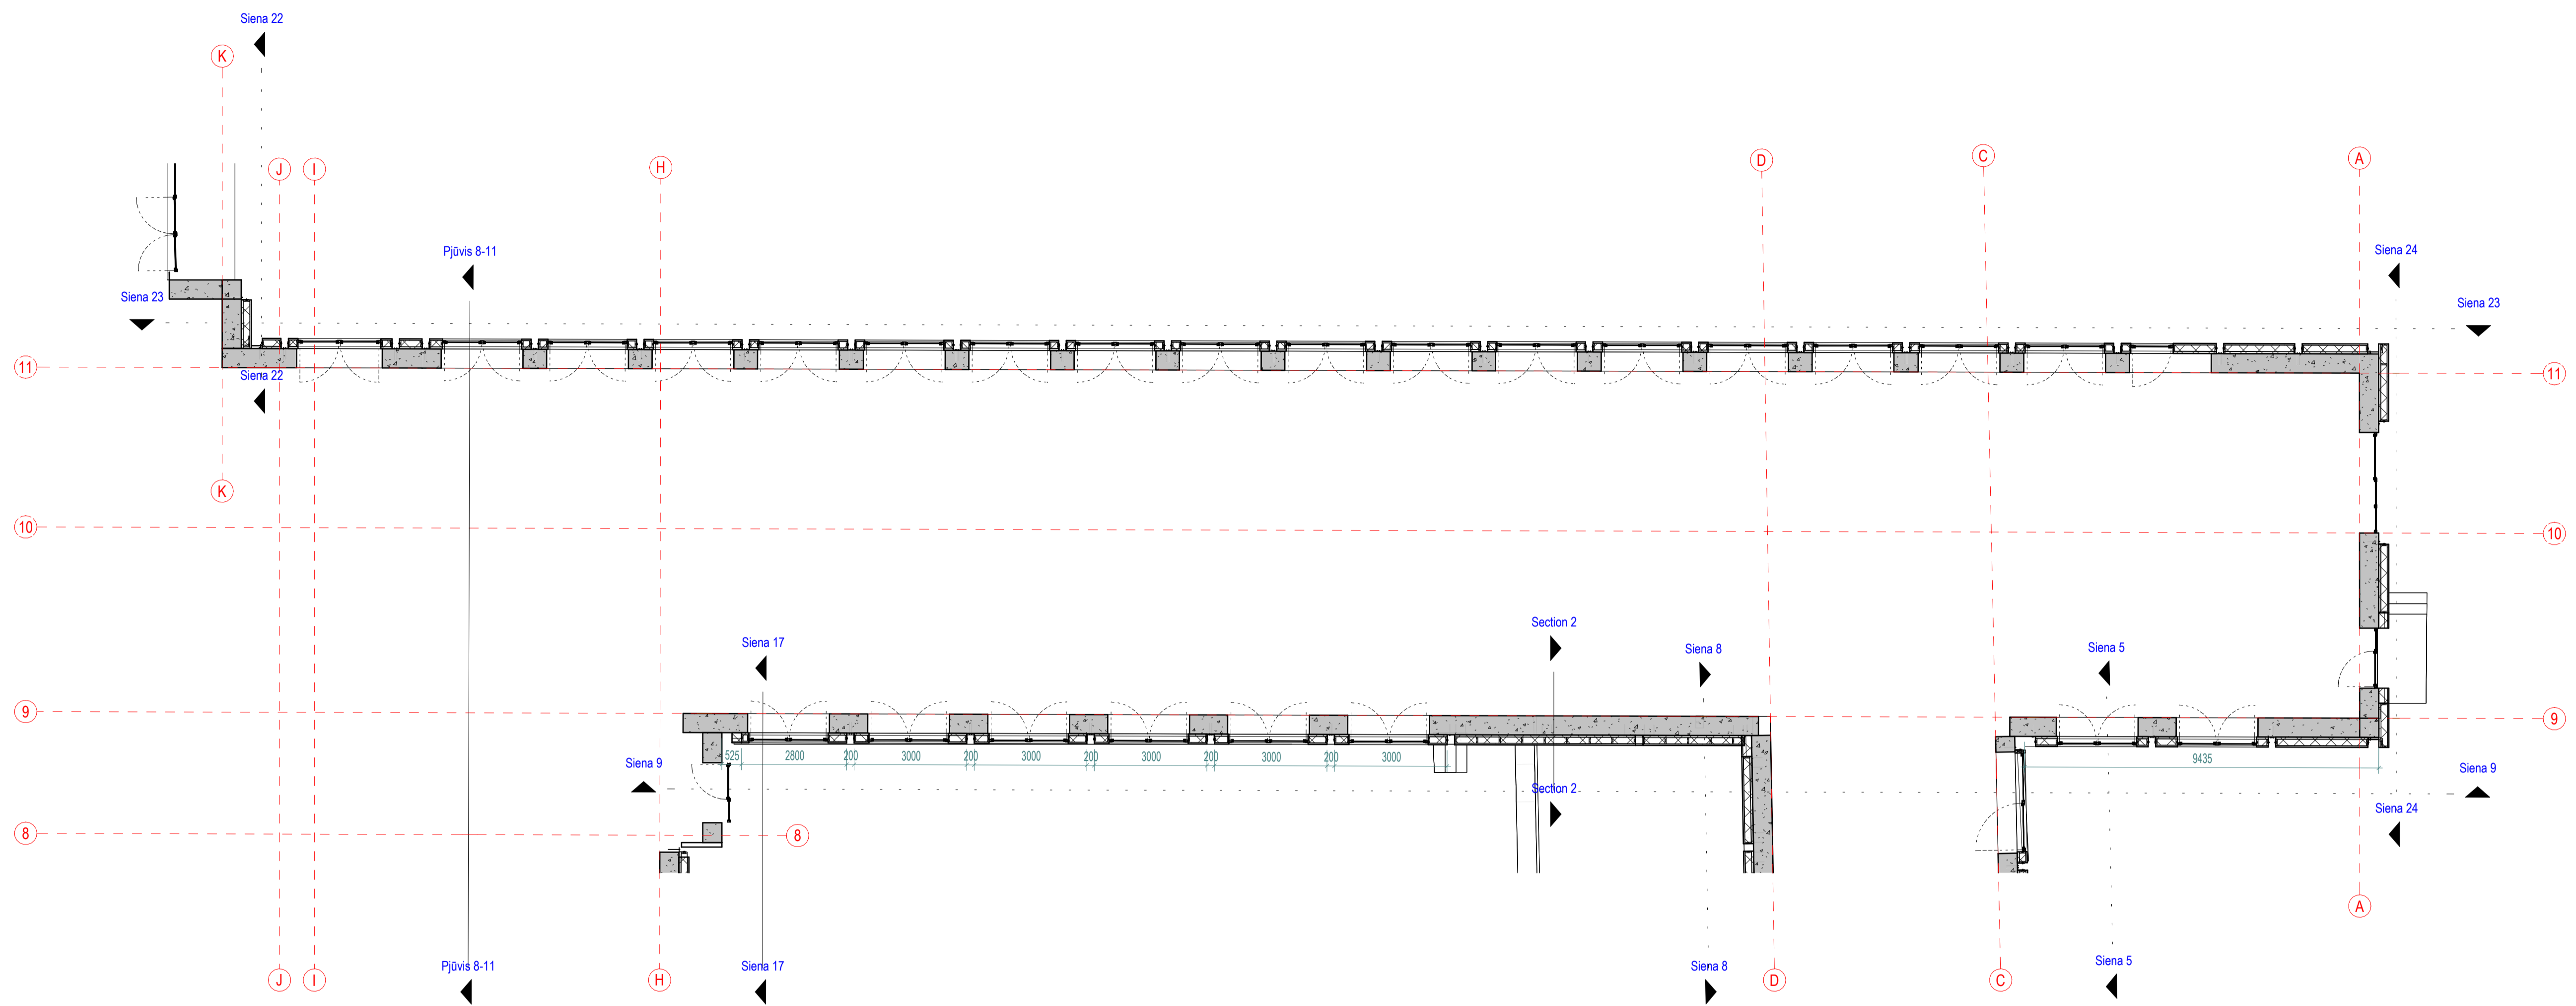 Siena 22
K
J
I
H
D
C
A
Pjūvis 8-11
Siena 24
Siena 23
Siena 23
11
11
Siena 22
K
10
10
Siena 17
Section 2
Siena 8
Siena 5
9
9
525
2800
200
3000
200
3000
200
3000
200
3000
200
3000
9435
Siena 9
Siena 9
Section 2
Siena 24
8
8
A
Pjūvis 8-11
Siena 17
Siena 8
Siena 5
J
I
H
D
C